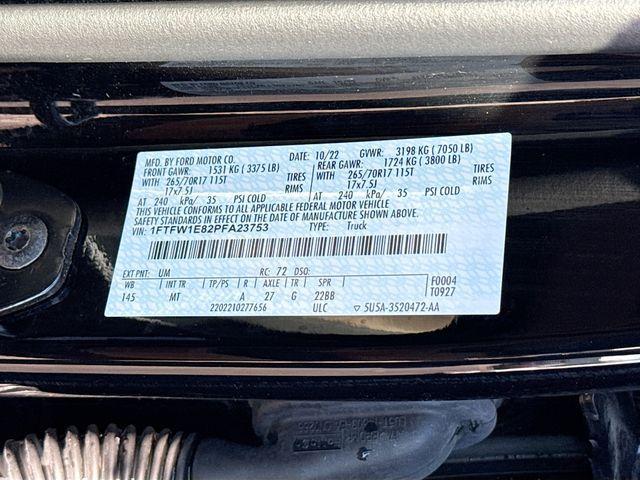 MFD. BY FORD MOTOR CO.
DATE: 10/22 GVWR: 3198 KG (7050 LB)
FRONT GAWR: 1531 KG (3375 LB)
REAR GAWR: 1724 KG (3800 LB)
WITH 265/70R17 115T TIRES
WITH 265/70R17 115T TIRES
17x7.5J RIMS
17x7.5J RIMS
AT 240 kPa/ 35 PSI COLD
AT 240 kPa/ 35 PSI COLD
THIS VEHICLE CONFORMS TO ALL APPLICABLE FEDERAL MOTOR VEHICLE
SAFETY STANDARDS IN EFFECT ON THE DATE OF MANUFACTURE SHOWN ABOVE.
VIN: 1FTFW1E82PFA23753 TYPE: Truck
EXT PNT: UM RC: 72 DSO: F0004
WB TP/PS R AXLE TR SPR T0927
145 MT A 27 G 22BB
2202210277656 ULC ▽ 5U5A-3520472-AA